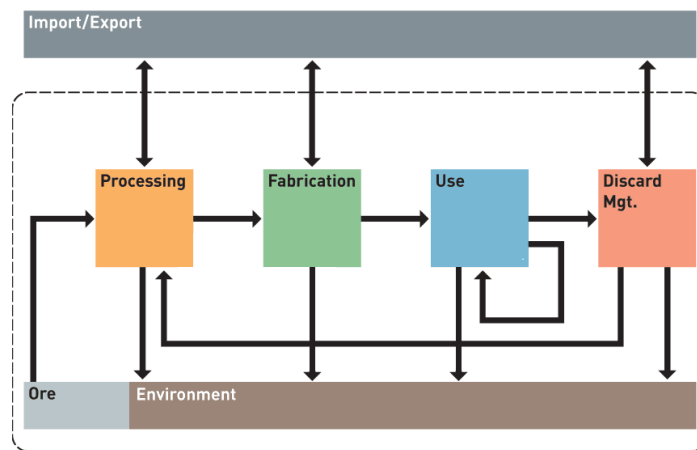 Import/Export
Processing
Fabrication
Use
Discard
Mgt.
Ore
Environment